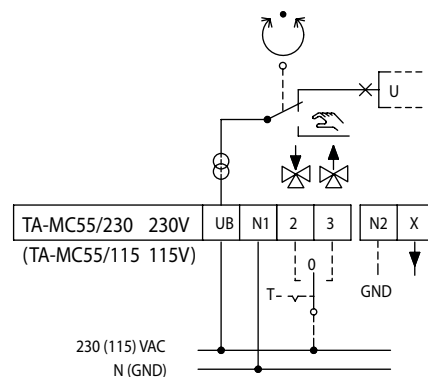 U
TA-MC55/230 230V UB N1 2 3 N2 X
(TA-MC55/115 115V)
0
T
GND
230 (115) VAC
N (GND)